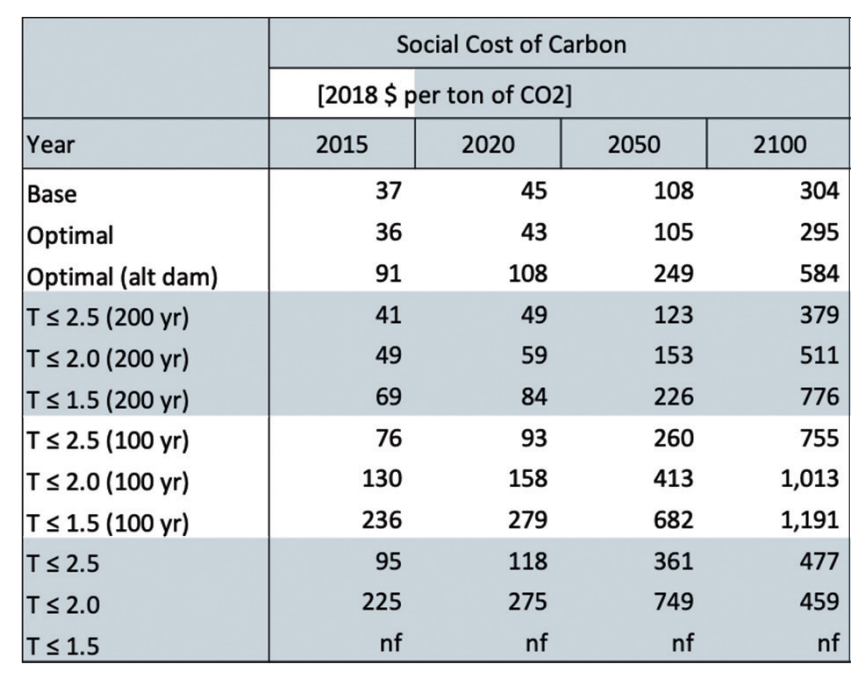 Social Cost of Carbon
[2018 $ per ton of CO2]
Year 2015 2020 2050 2100
Base 37 45 108 304
Optimal 36 43 105 295
Optimal (alt dam) 91 108 249 584
T ≤ 2.5 (200 yr) 41 49 123 379
T ≤ 2.0 (200 yr) 49 59 153 511
T ≤ 1.5 (200 yr) 69 84 226 776
T ≤ 2.5 (100 yr) 76 93 260 755
T ≤ 2.0 (100 yr) 130 158 413 1,013
T ≤ 1.5 (100 yr) 236 279 682 1,191
T ≤ 2.5 95 118 361 477
T ≤ 2.0 225 275 749 459
T ≤ 1.5 nf nf nf nf